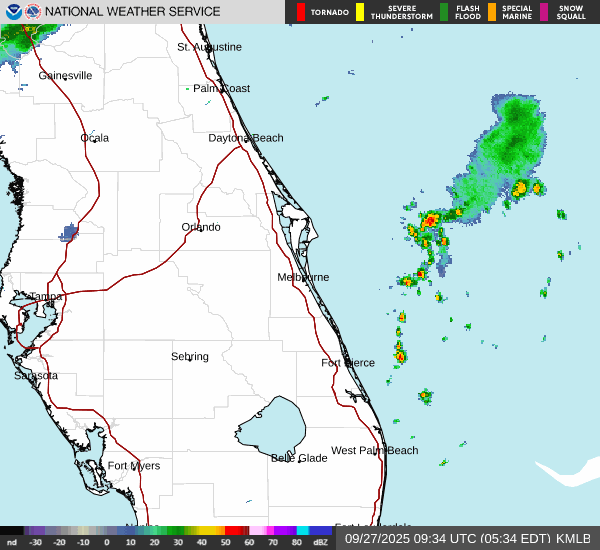 NATIONAL WEATHER SERVICE
TORNADO
SEVERE THUNDERSTORM
FLASH FLOOD
SPECIAL MARINE
SNOW SQUALL
St. Augustine
Gainesville
Palm Coast
Ocala
Daytona Beach
Orlando
Melbourne
Tampa
Sebring
Fort Pierce
Sarasota
West Palm Beach
Belle Glade
Fort Myers
nd -30 -20 -10 0 10 20 30 40 50 60 70 80 dBZ
09/27/2025 09:34 UTC (05:34 EDT) KMLB